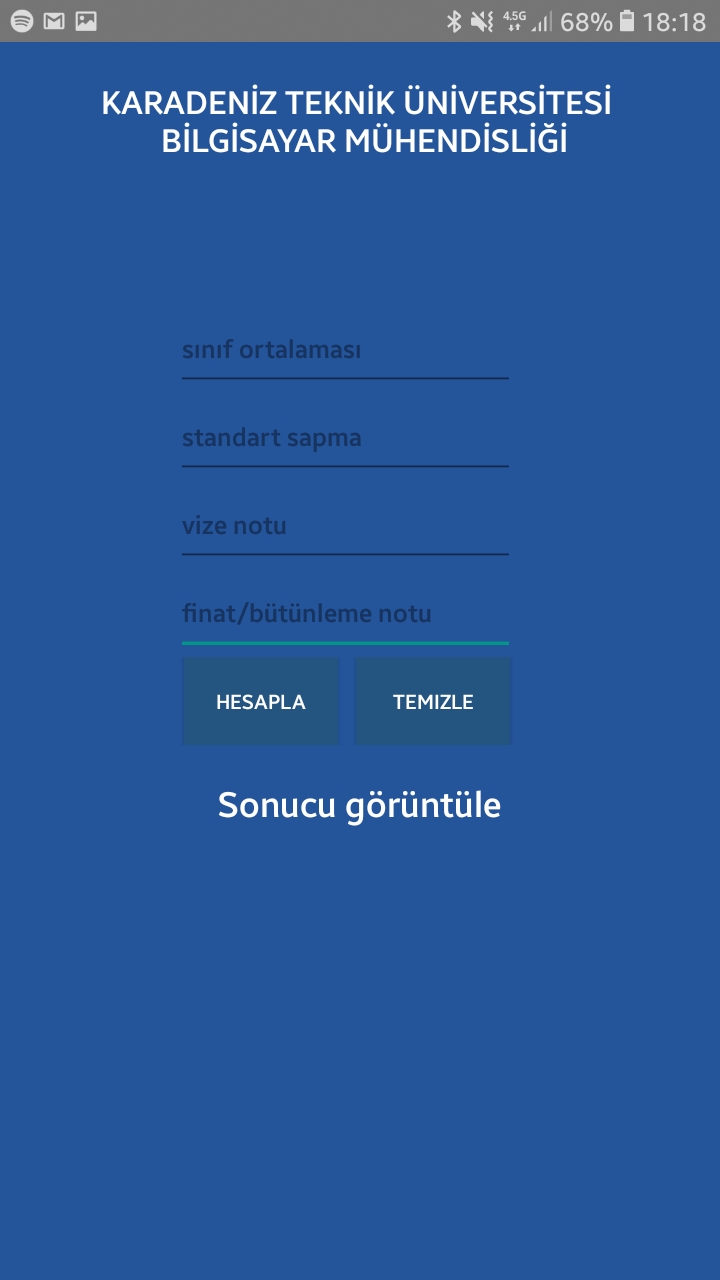 4.5G 68% 18:18
KARADENİZ TEKNİK ÜNİVERSİTESİ
BİLGİSAYAR MÜHENDİSLİĞİ
sınıf ortalaması
standart sapma
vize notu
finat/bütünleme notu
HESAPLA TEMIZLE
Sonucu görüntüle